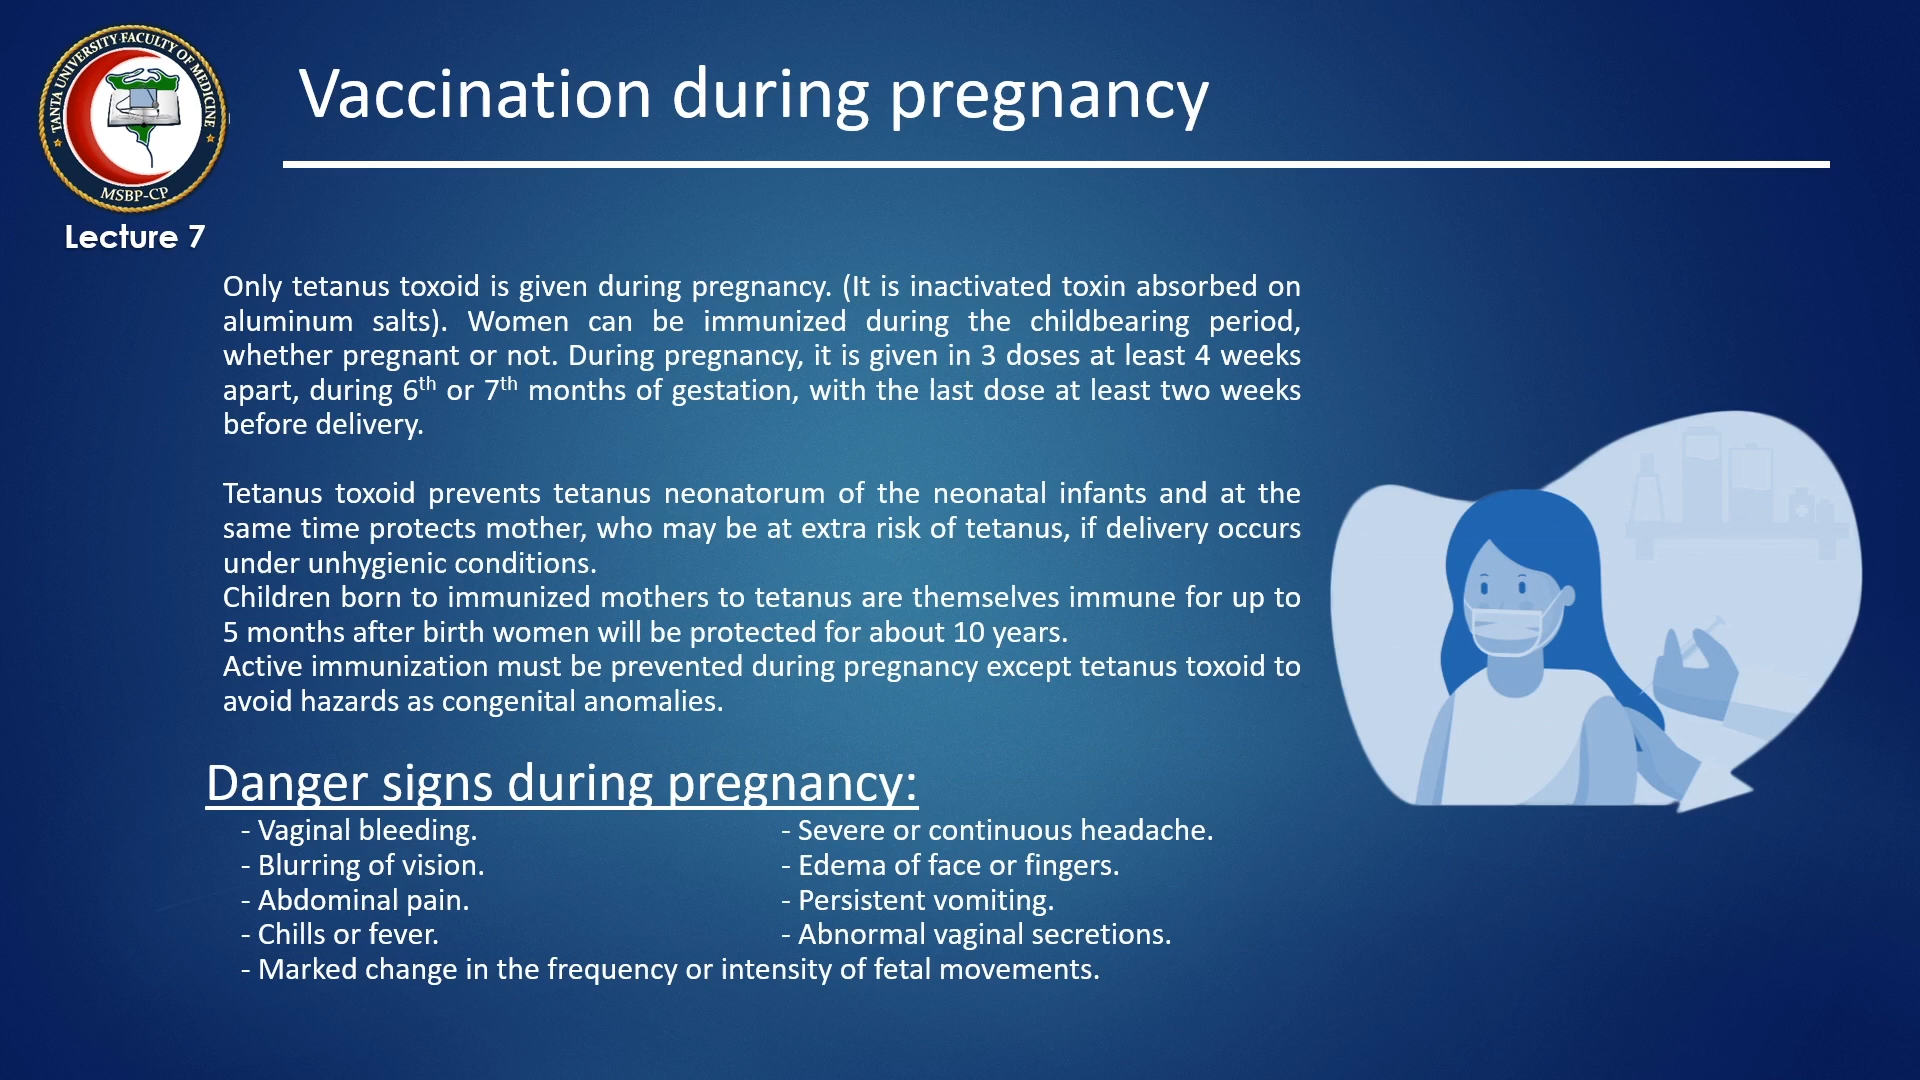 TANTA UNIVERSITY FACULTY OF MEDICINE
MSBP-CP
Lecture 7
Vaccination during pregnancy
Only tetanus toxoid is given during pregnancy. (It is inactivated toxin absorbed on
aluminum salts). Women can be immunized during the childbearing period,
whether pregnant or not. During pregnancy, it is given in 3 doses at least 4 weeks
apart, during 6th or 7th months of gestation, with the last dose at least two weeks
before delivery.
Tetanus toxoid prevents tetanus neonatorum of the neonatal infants and at the
same time protects mother, who may be at extra risk of tetanus, if delivery occurs
under unhygienic conditions.
Children born to immunized mothers to tetanus are themselves immune for up to
5 months after birth women will be protected for about 10 years.
Active immunization must be prevented during pregnancy except tetanus toxoid to
avoid hazards as congenital anomalies.
Danger signs during pregnancy:
- Vaginal bleeding. - Severe or continuous headache.
- Blurring of vision. - Edema of face or fingers.
- Abdominal pain. - Persistent vomiting.
- Chills or fever. - Abnormal vaginal secretions.
- Marked change in the frequency or intensity of fetal movements.